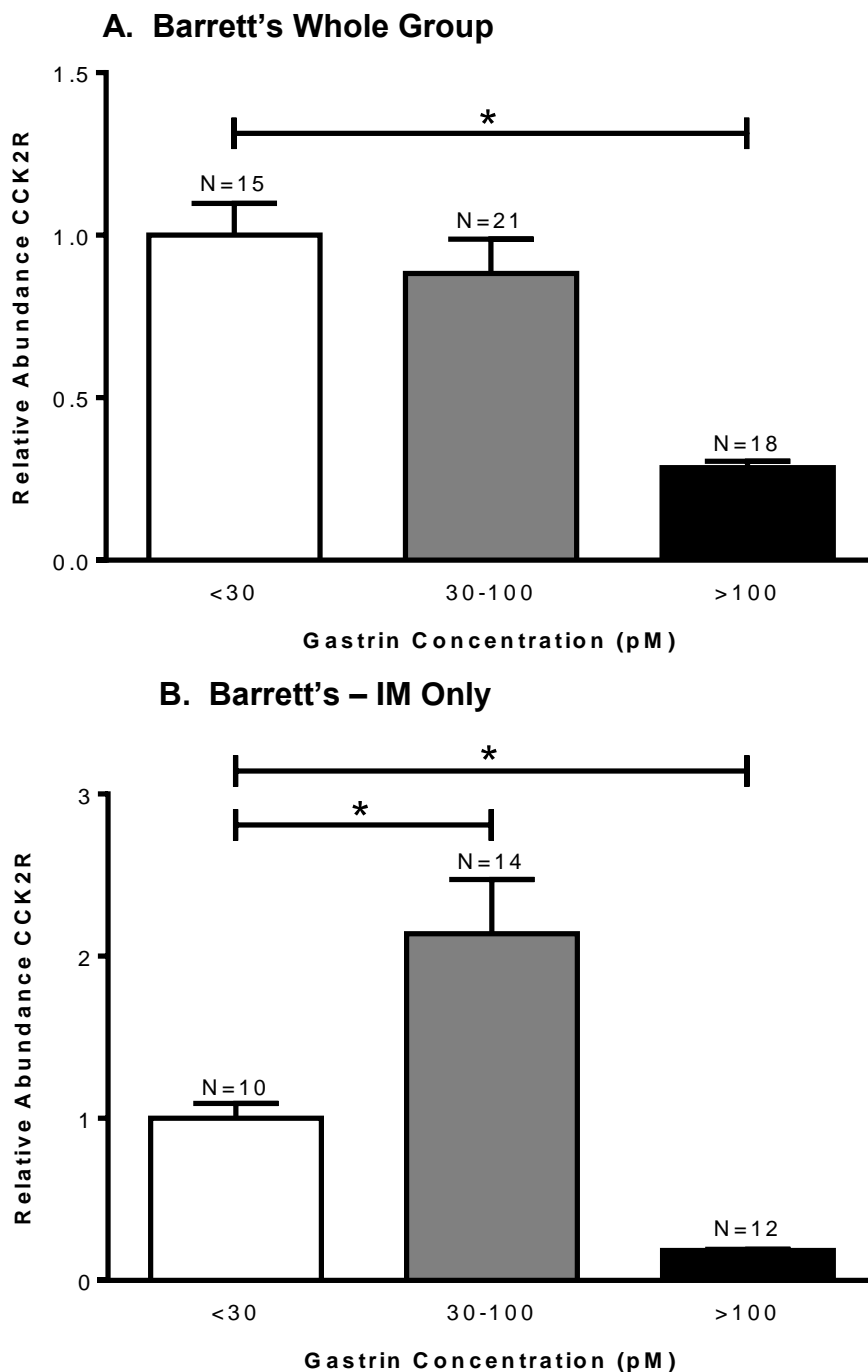 A. Barrett’s Whole Group
Relative Abundance CCK2R
1.5
1.0
0.5
0.0
*
N=15
N=21
N=18
<30
30-100
>100
Gastrin Concentration (pM)
B. Barrett’s – IM Only
Relative Abundance CCK2R
3
2
1
0
*
*
N=14
N=10
N=12
<30
30-100
>100
Gastrin Concentration (pM)